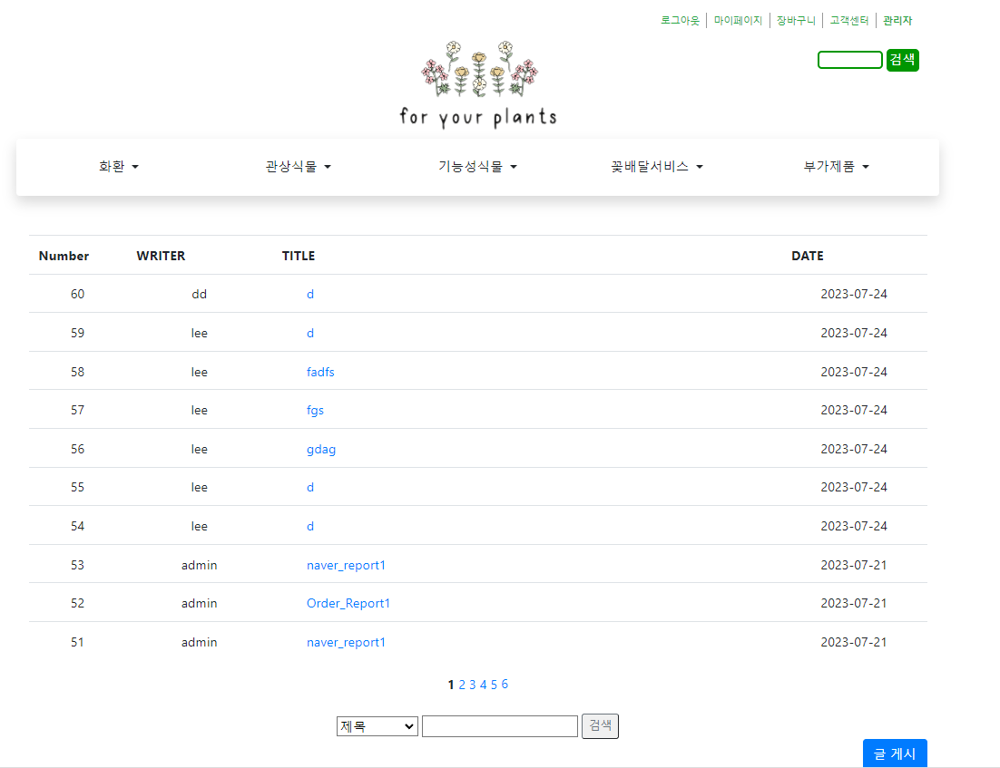 로그아웃 마이페이지 장바구니 고객센터 관리자
검색
for your plants
화환 관상식물 기능성식물 꽃배달서비스 부가제품
Number WRITER TITLE DATE
60 dd d 2023-07-24
59 lee d 2023-07-24
58 lee fadfs 2023-07-24
57 lee fgs 2023-07-24
56 lee gdag 2023-07-24
55 lee d 2023-07-24
54 lee d 2023-07-24
53 admin naver_report1 2023-07-21
52 admin Order_Report1 2023-07-21
51 admin naver_report1 2023-07-21
1 2 3 4 5 6
제목 검색
글 게시